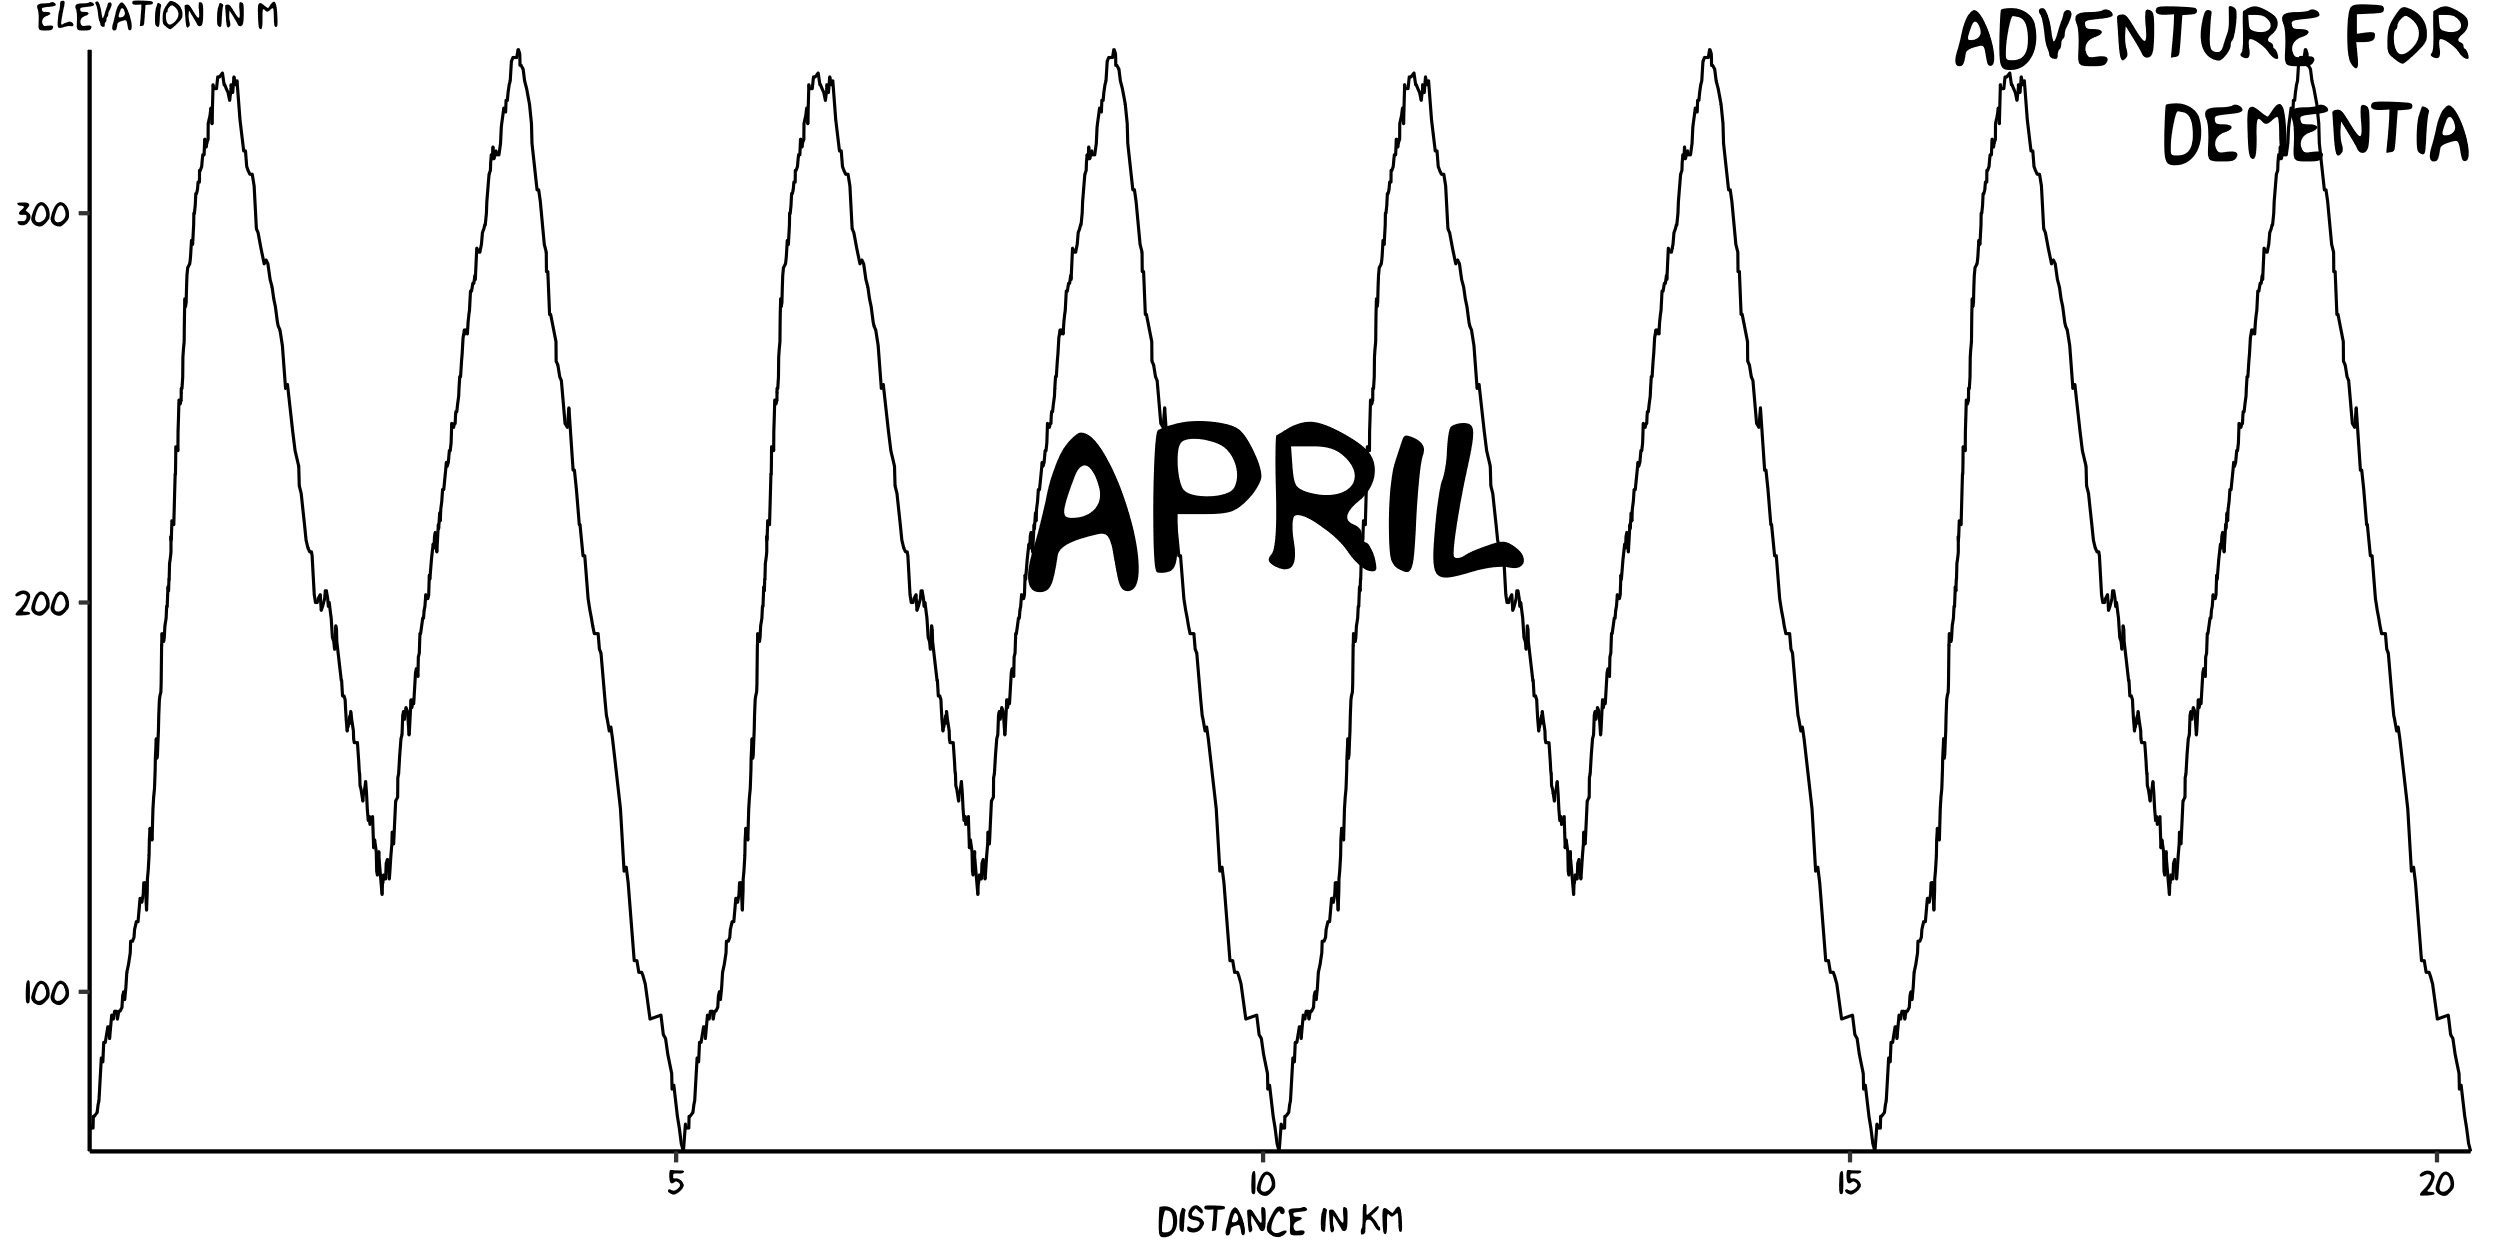 ELEVATION IN M
ADVENTURE FOR
DEMENTIA
300
APRIL
200
100
5 10 15 20
DISTANCE IN KM